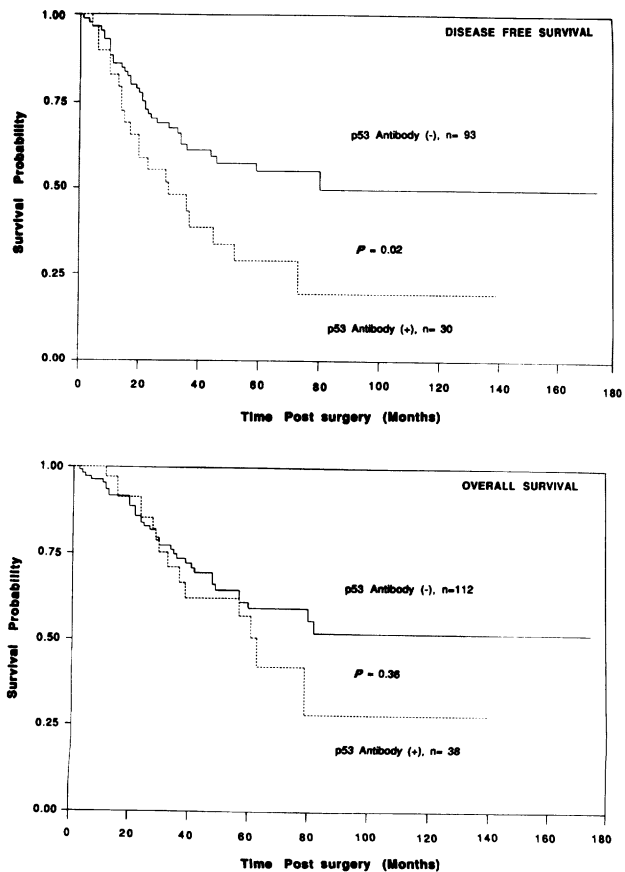 DISEASE FREE SURVIVAL
1.00
0.75
0.50
0.25
0.00
Survival Probability
p53 Antibody (-), n= 93
P = 0.02
p53 Antibody (+), n= 30
0 20 40 60 80 100 120 140 160 180
Time Post surgery (Months)
OVERALL SURVIVAL
1.00
0.75
0.50
0.25
0.00
Survival Probability
p53 Antibody (-), n=112
P = 0.36
p53 Antibody (+), n= 38
0 20 40 60 80 100 120 140 160 180
Time Post surgery (Months)